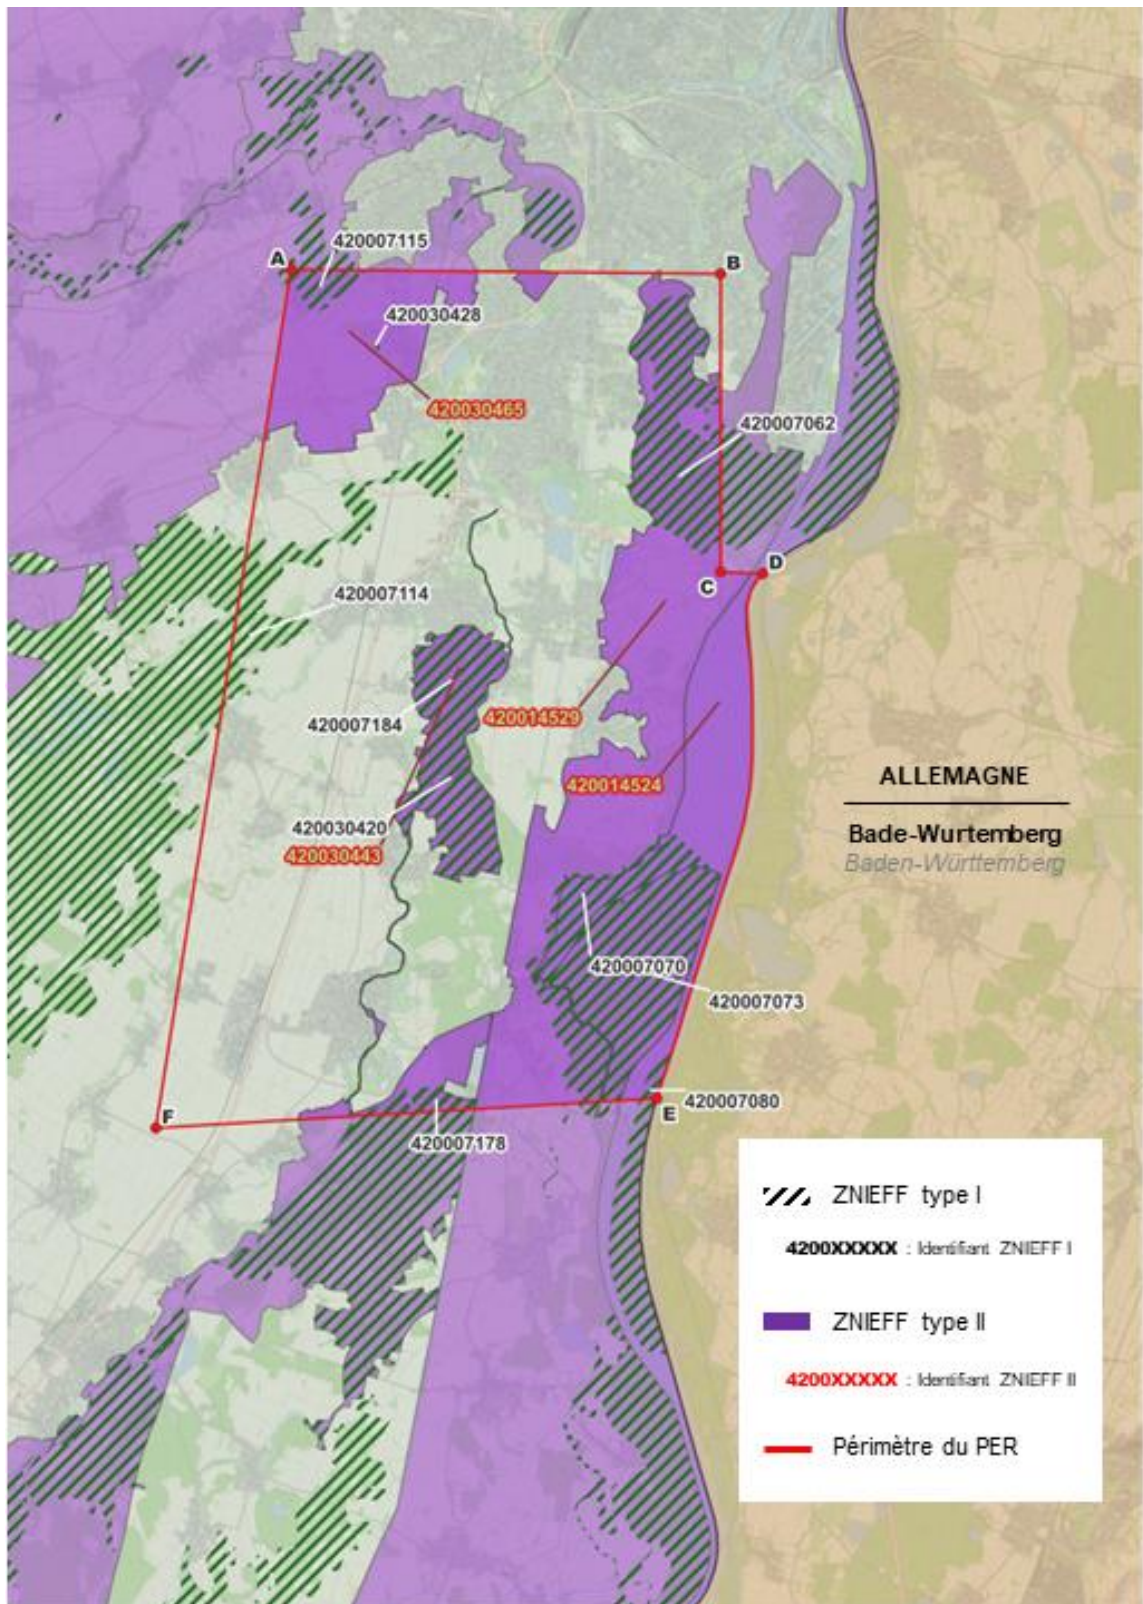 A
420007115
B
420030428
420030465
420007062
D
C
420007114
420007184
420014529
420014524
ALLEMAGNE
Bade-Wurtemberg
Baden-Württemberg
420030420
420030443
420007070
420007073
420007080
E
F
420007178
ZNIEFF type I
4200XXXXX : Identifiant ZNIEFF I
ZNIEFF type II
4200XXXXX : Identifiant ZNIEFF II
Périmètre du PER